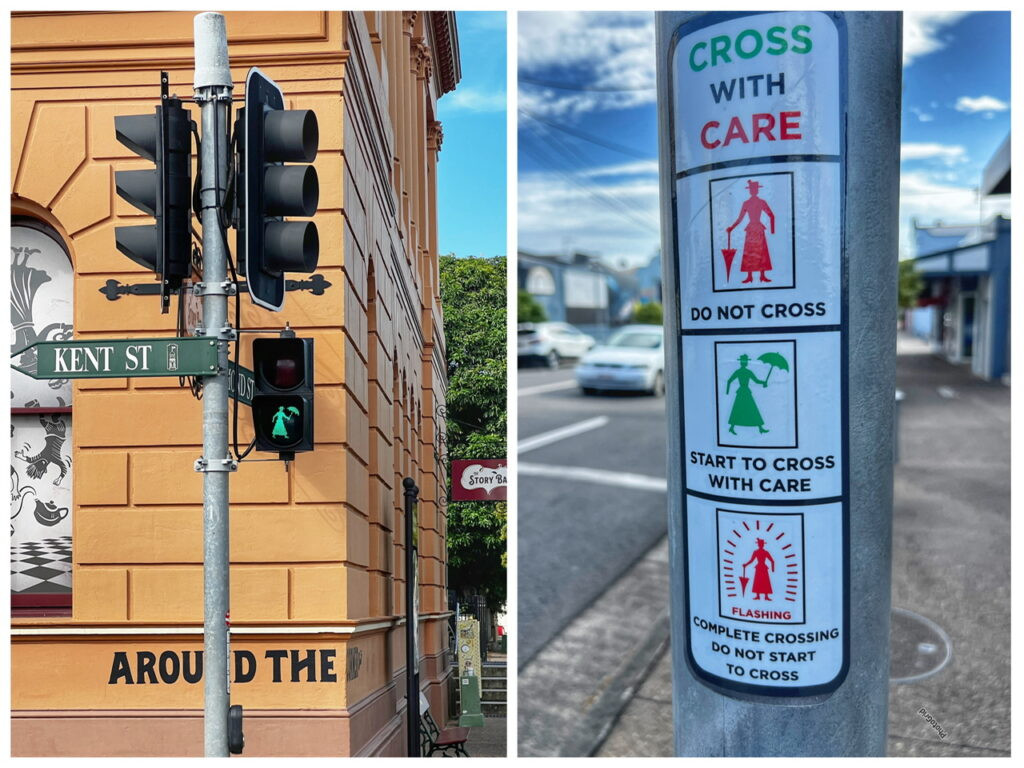 KENT ST
STORY BA
AROUND THE
CROSS
WITH
CARE
DO NOT CROSS
START TO CROSS
WITH CARE
FLASHING
COMPLETE CROSSING
DO NOT START
TO CROSS
PhotoGrid